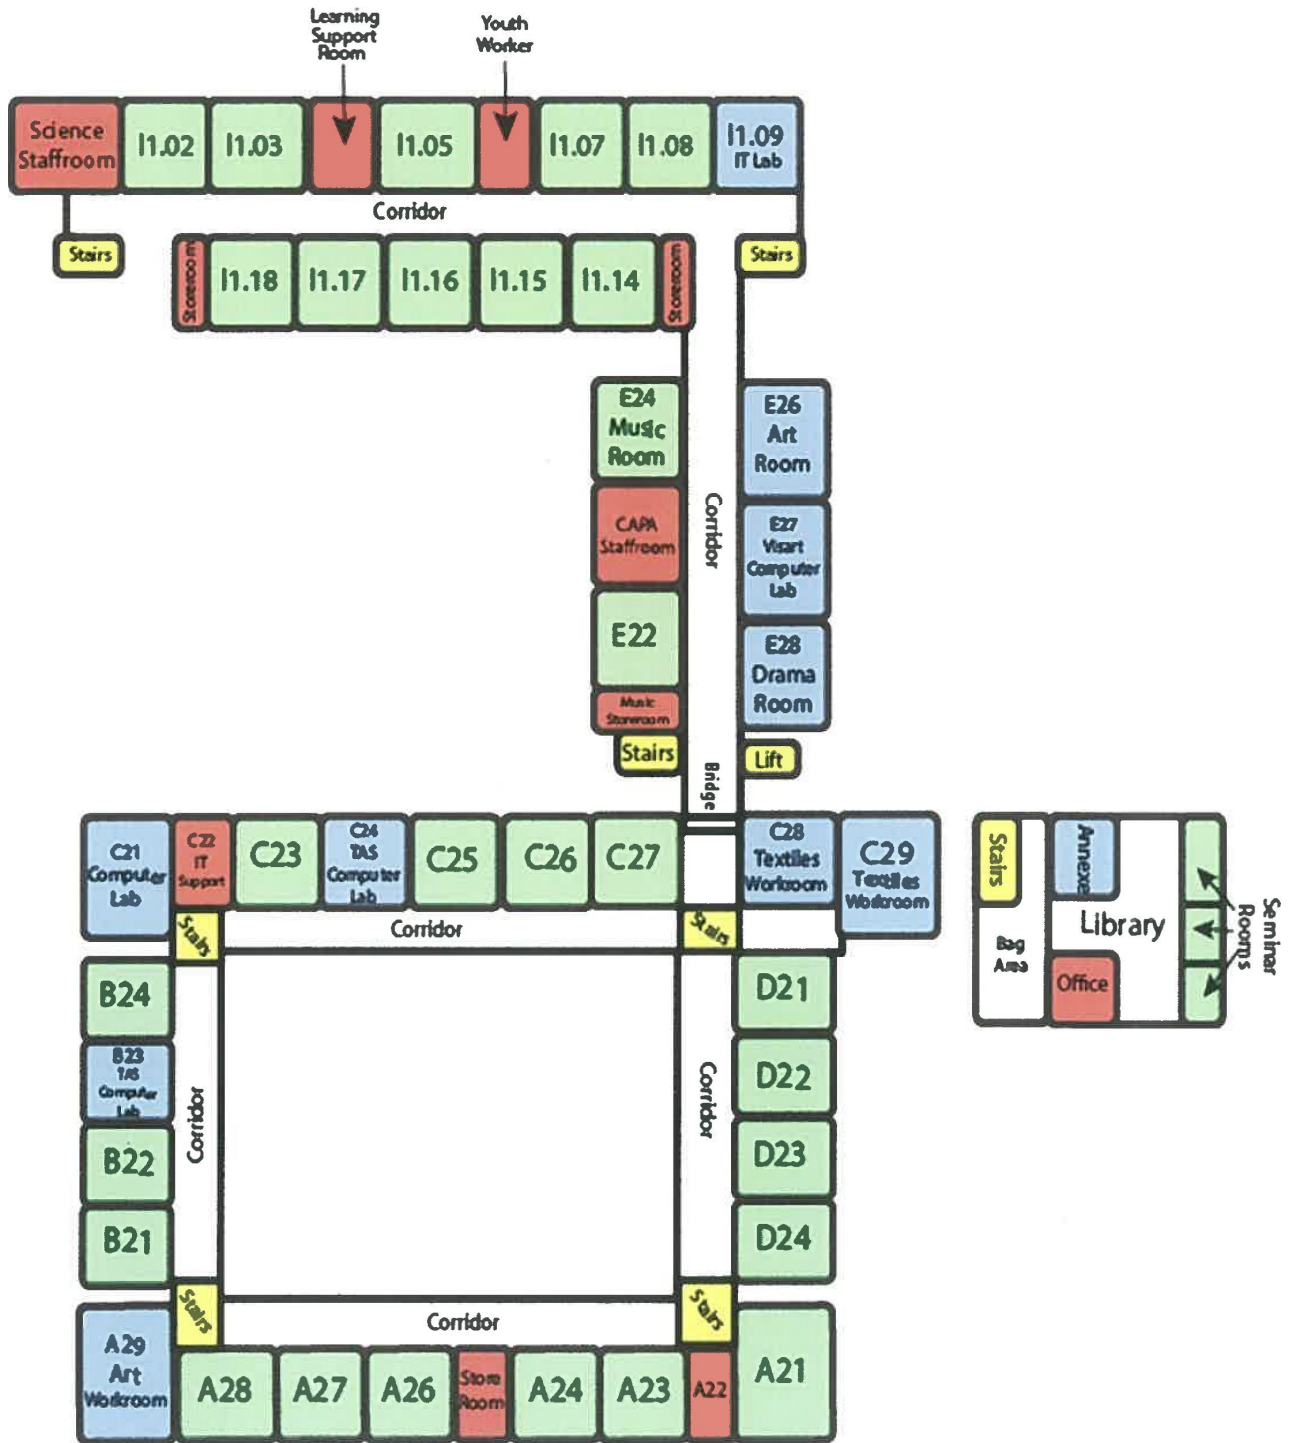 Learning
Support
Room
Youth
Worker
Science
Staffroom
I1.02
I1.03
I1.05
I1.07
I1.08
I1.09
IT Lab
Corridor
Stairs
Stairs
Storeroom
I1.18
I1.17
I1.16
I1.15
I1.14
Storeroom
E24
Music
Room
E26
Art
Room
CAPA
Staffroom
Corridor
E27
Visart
Computer
Lab
E22
E28
Drama
Room
Music
Storeroom
Stairs
Bridge
Lift
C21
Computer
Lab
C22
IT
Support
C23
C24
TAS
Computer
Lab
C25
C26
C27
C28
Textiles
Workroom
C29
Textiles
Workroom
Stairs
Annexe
Library
Seminar
Rooms
Bag
Area
Office
Stairs
Corridor
Stairs
B24
D21
B23
TAS
Computer
Lab
Corridor
Corridor
D22
B22
D23
B21
D24
Stairs
Corridor
Stairs
A29
Art
Workroom
A28
A27
A26
Store
Room
A24
A23
A22
A21